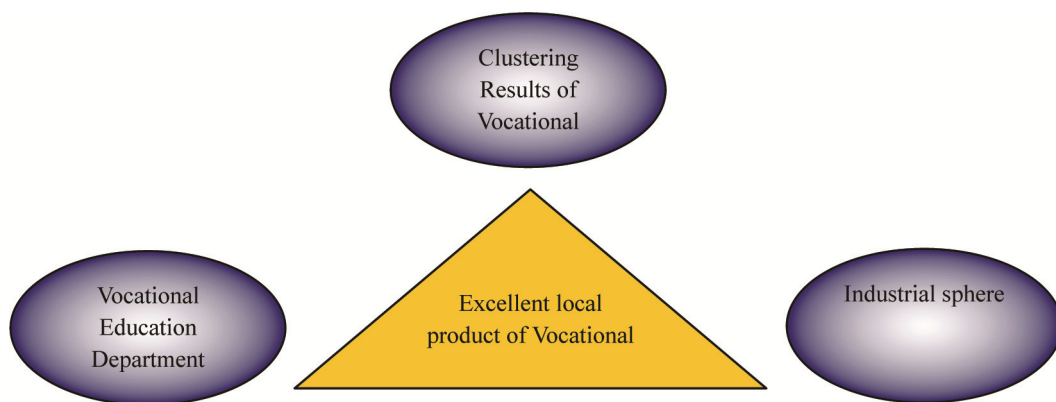 Clustering
Results of
Vocational
Vocational
Education
Department
Excellent local
product of Vocational
Industrial sphere